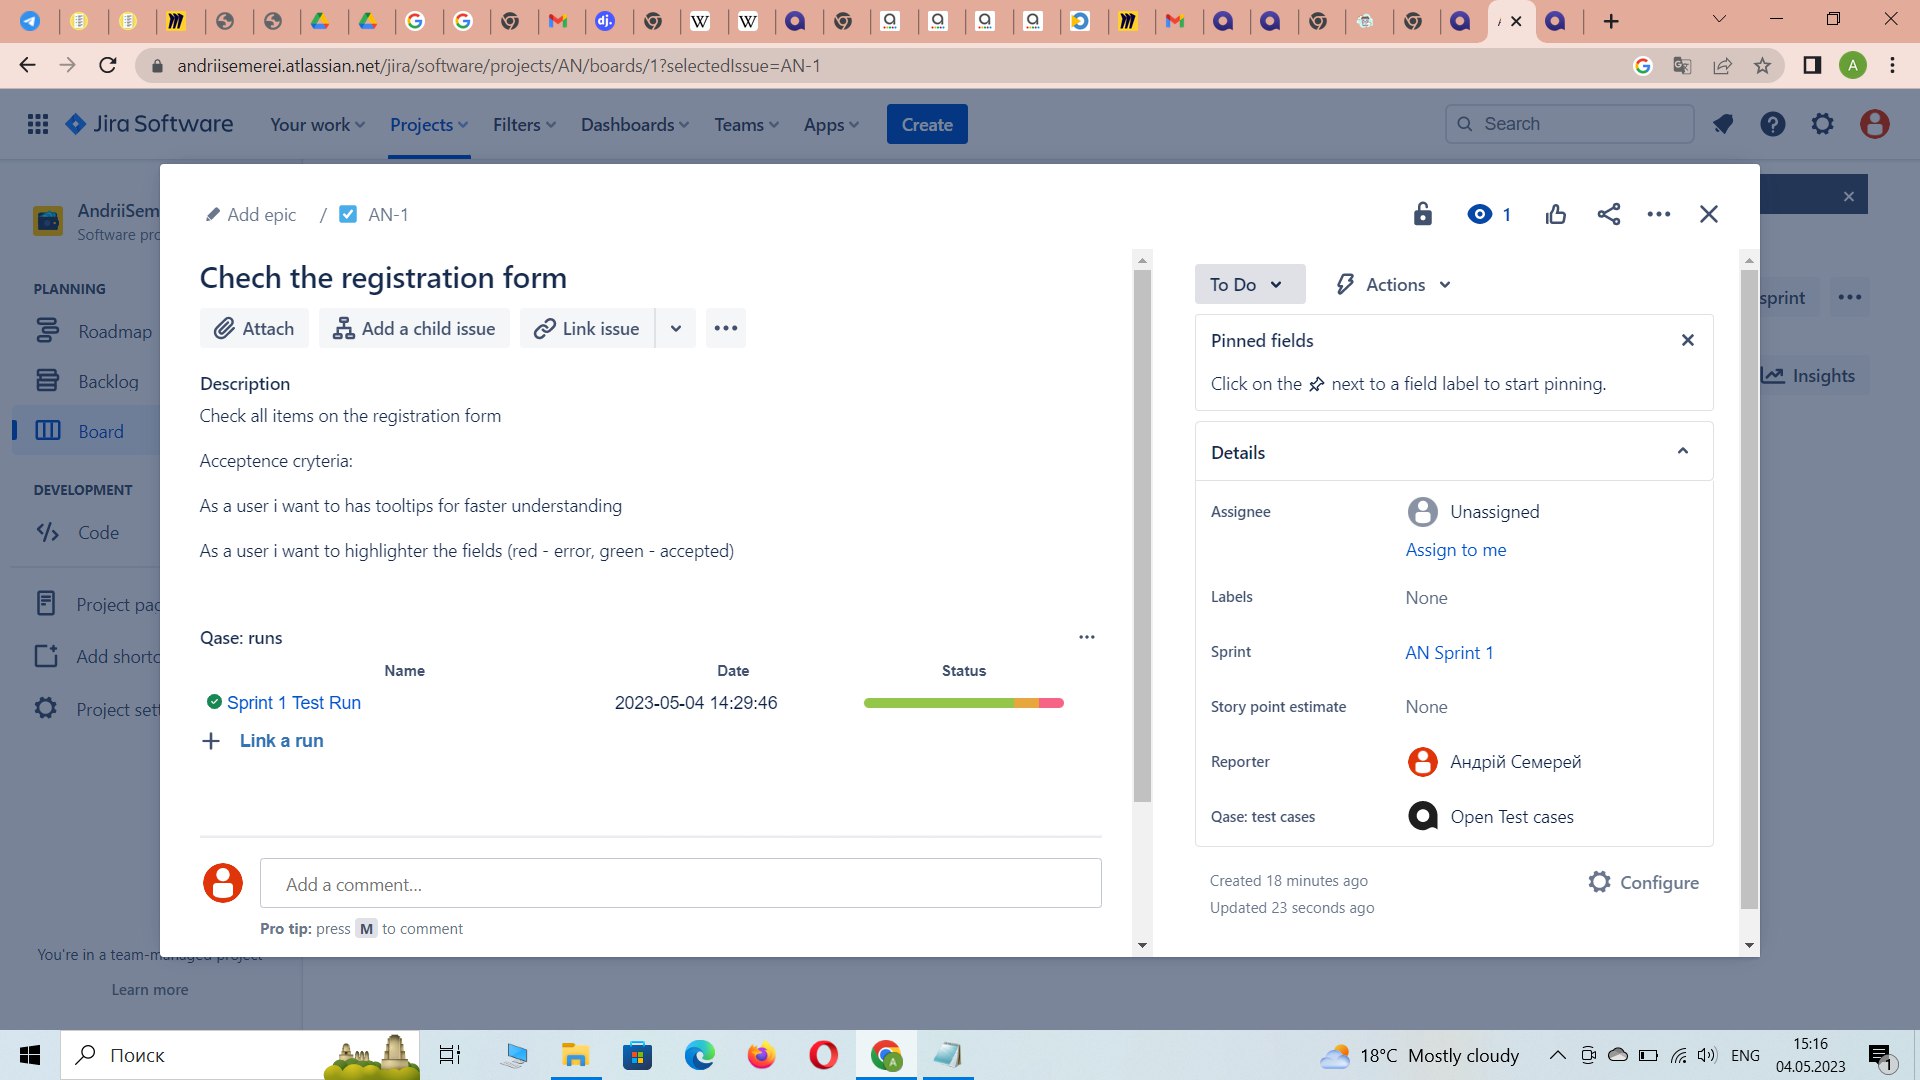 andriisemerei.atlassian.net/jira/software/projects/AN/boards/1?selectedIssue=AN-1
A
Jira Software
Your work
Projects
Filters
Dashboards
Teams
Apps
Create
Search
AndriiSem
Software pro
PLANNING
Roadmap
Backlog
Board
DEVELOPMENT
Code
Project pag
Add shortc
Project sett
You're in a team-managed project
Learn more
sprint
Insights
Add epic / AN-1
1
Chech the registration form
Attach
Add a child issue
Link issue
Description
Check all items on the registration form
Acceptence cryteria:
As a user i want to has tooltips for faster understanding
As a user i want to highlighter the fields (red - error, green - accepted)
Qase: runs
Name Date Status
Sprint 1 Test Run 2023-05-04 14:29:46
Link a run
Add a comment...
Pro tip: press M to comment
To Do
Actions
Pinned fields
Click on the next to a field label to start pinning.
Details
Assignee Unassigned
Assign to me
Labels None
Sprint AN Sprint 1
Story point estimate None
Reporter Андрій Семерей
Qase: test cases Open Test cases
Created 18 minutes ago
Updated 23 seconds ago
Configure
Поиск
18°C Mostly cloudy
ENG
15:16
04.05.2023
1